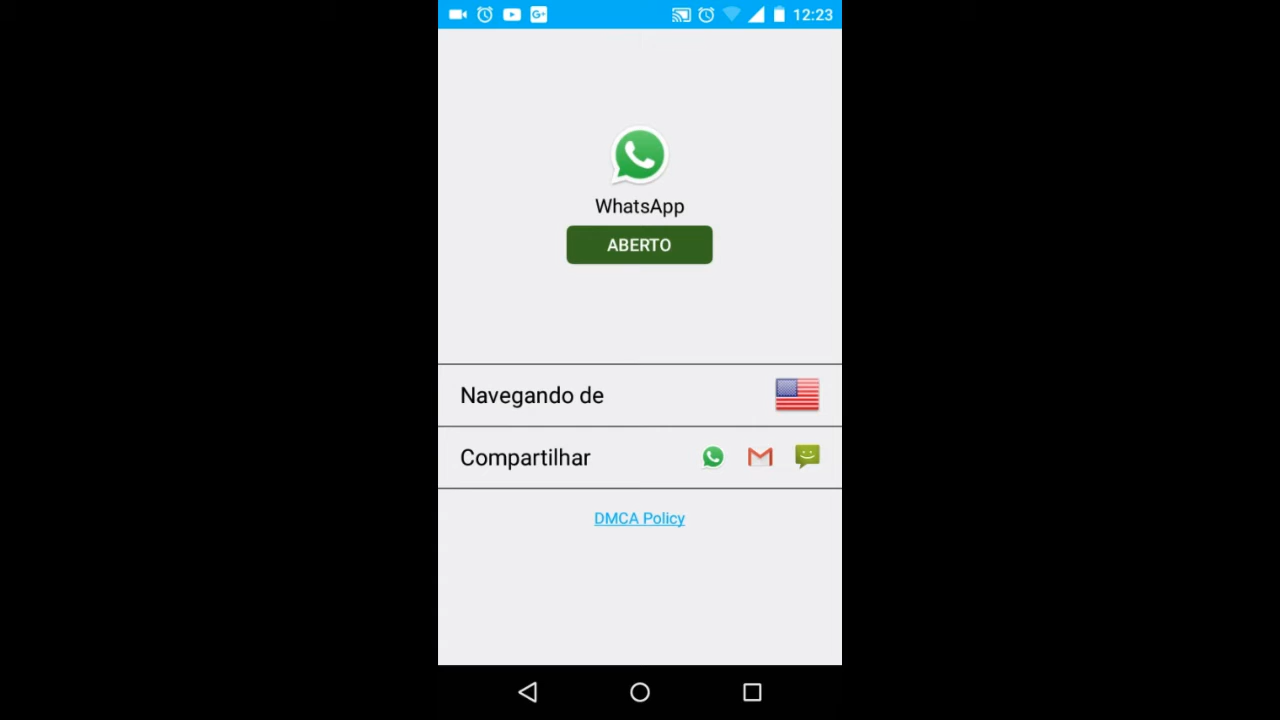 G+ 12:23
WhatsApp
ABERTO
Navegando de
Compartilhar
DMCA Policy